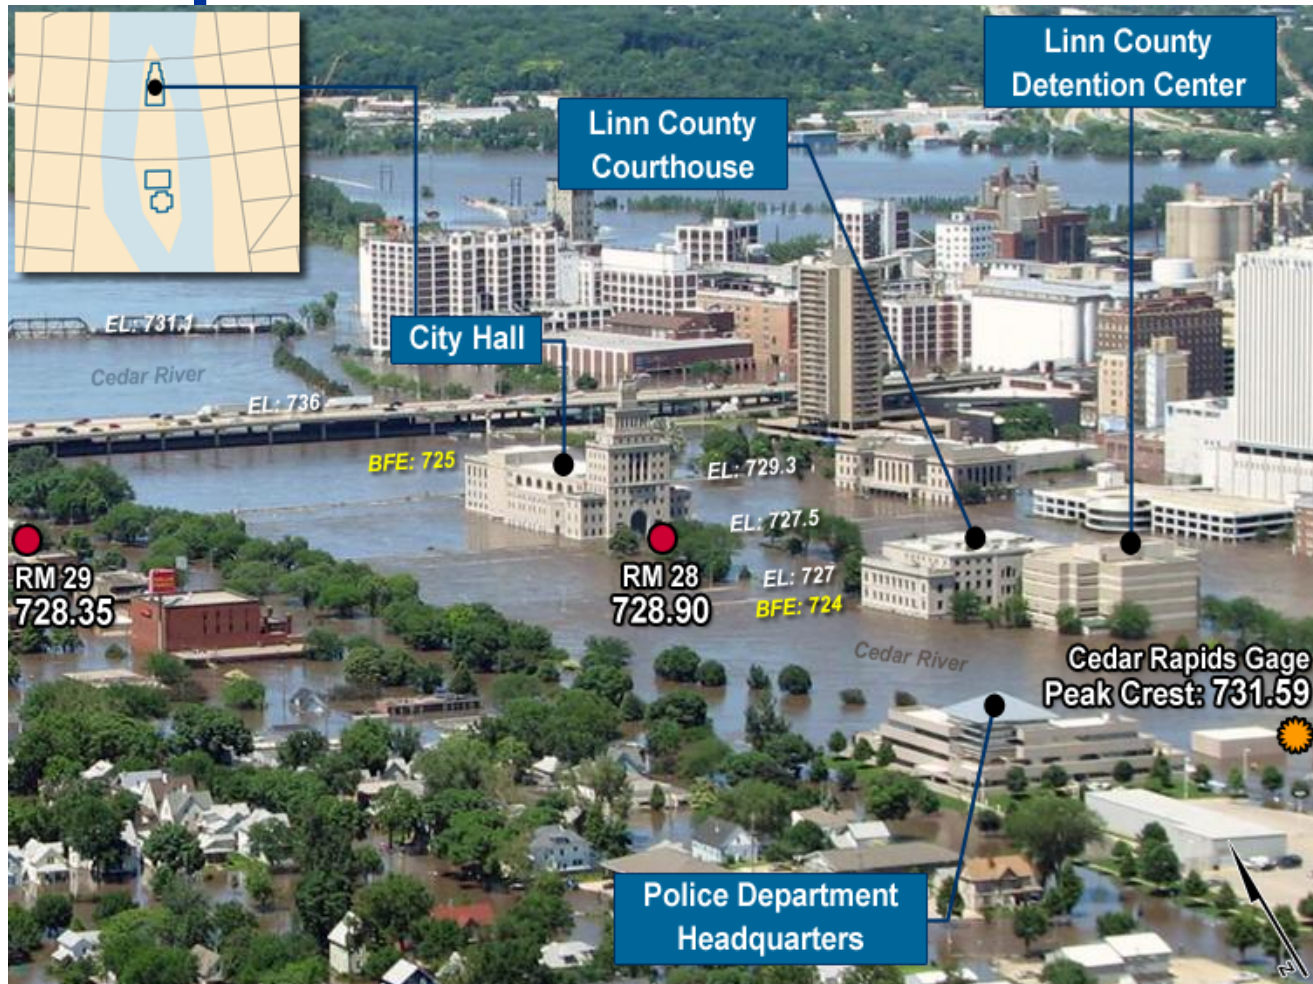 Linn County
Detention Center
Linn County
Courthouse
EL: 731.1
City Hall
Cedar River
EL: 736
BFE: 725
EL: 729.3
EL: 727.5
RM 29
728.35
RM 28
728.90
EL: 727
BFE: 724
Cedar River
Cedar Rapids Gage
Peak Crest: 731.59
Police Department
Headquarters
N